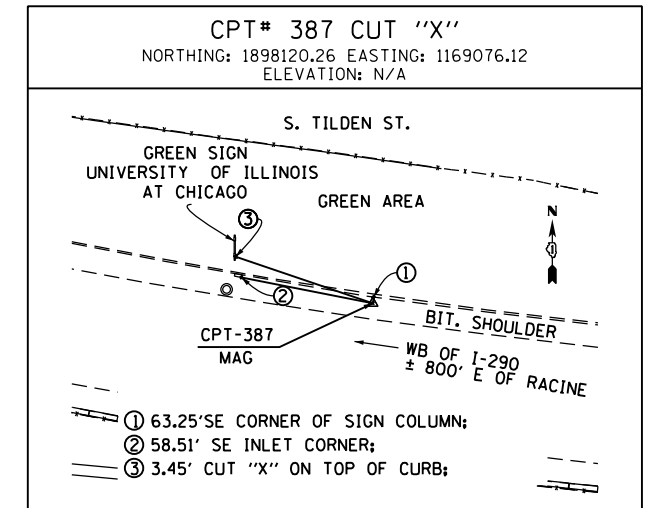 CPT# 387 CUT "X"
NORTHING: 1898120.26 EASTING: 1169076.12
ELEVATION: N/A
S. TILDEN ST.
GREEN SIGN
UNIVERSITY OF ILLINOIS
AT CHICAGO
GREEN AREA
N
3
1
2
BIT. SHOULDER
CPT-387
MAG
WB OF I-290
± 800' E OF RACINE
1 63.25'SE CORNER OF SIGN COLUMN;
2 58.51' SE INLET CORNER;
3 3.45' CUT "X" ON TOP OF CURB;